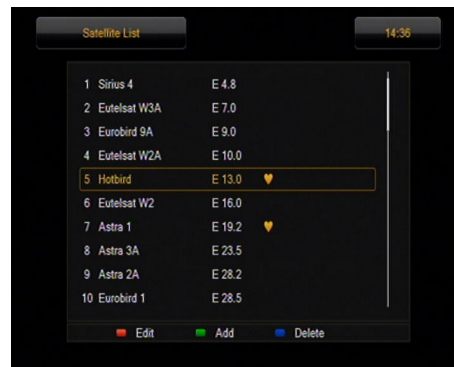 Satellite List 14:36
1 Sirius 4 E 4.8
2 Eutelsat W3A E 7.0
3 Eurobird 9A E 9.0
4 Eutelsat W2A E 10.0
5 Hotbird E 13.0
6 Eutelsat W2 E 16.0
7 Astra 1 E 19.2
8 Astra 3A E 23.5
9 Astra 2A E 28.2
10 Eurobird 1 E 28.5
Edit Add Delete